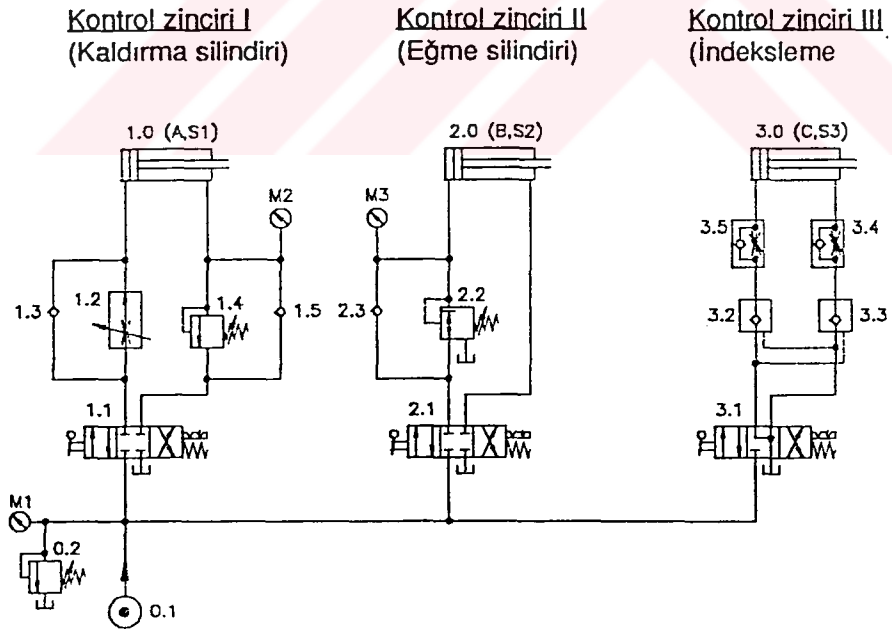 Kontrol zinciri I
(Kaldırma silindiri)
Kontrol zinciri II
(Eğme silindiri)
Kontrol zinciri III
(İndeksleme
1.0 (A,S1)
2.0 (B,S2)
3.0 (C,S3)
M2
M3
3.5
3.4
1.3
1.2
1.4
1.5
2.3
2.2
3.2
3.3
1.1
2.1
3.1
M1
0.2
0.1